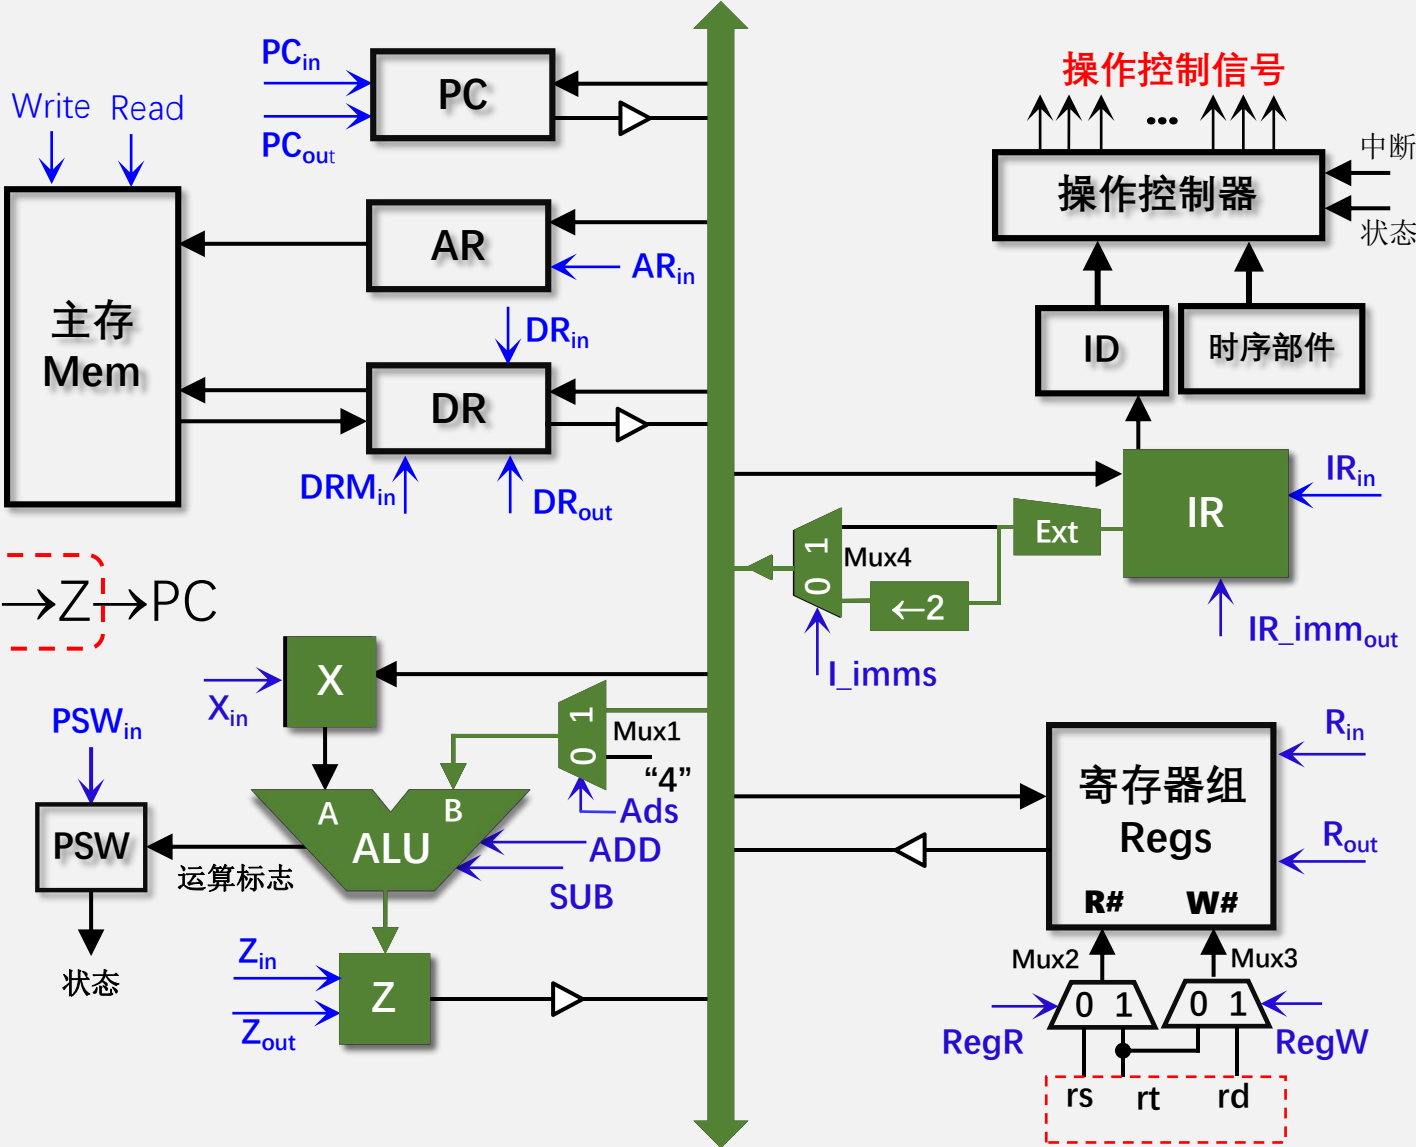 PCin
PC
PCout
Write
Read
操作控制信号
...
中断
操作控制器
状态
AR
ARin
主存
Mem
DRin
DR
DRMin
DRout
ID
时序部件
IR
IRin
IR_immout
Ext
1
0
Mux4
←2
I_imms
→Z→PC
X
Xin
PSWin
PSW
状态
运算标志
A
B
ALU
1
0
Mux1
“4”
Ads
ADD
SUB
Zin
Z
Zout
寄存器组
Regs
Rin
Rout
R#
W#
Mux2
Mux3
0 1
0 1
RegR
RegW
rs
rt
rd